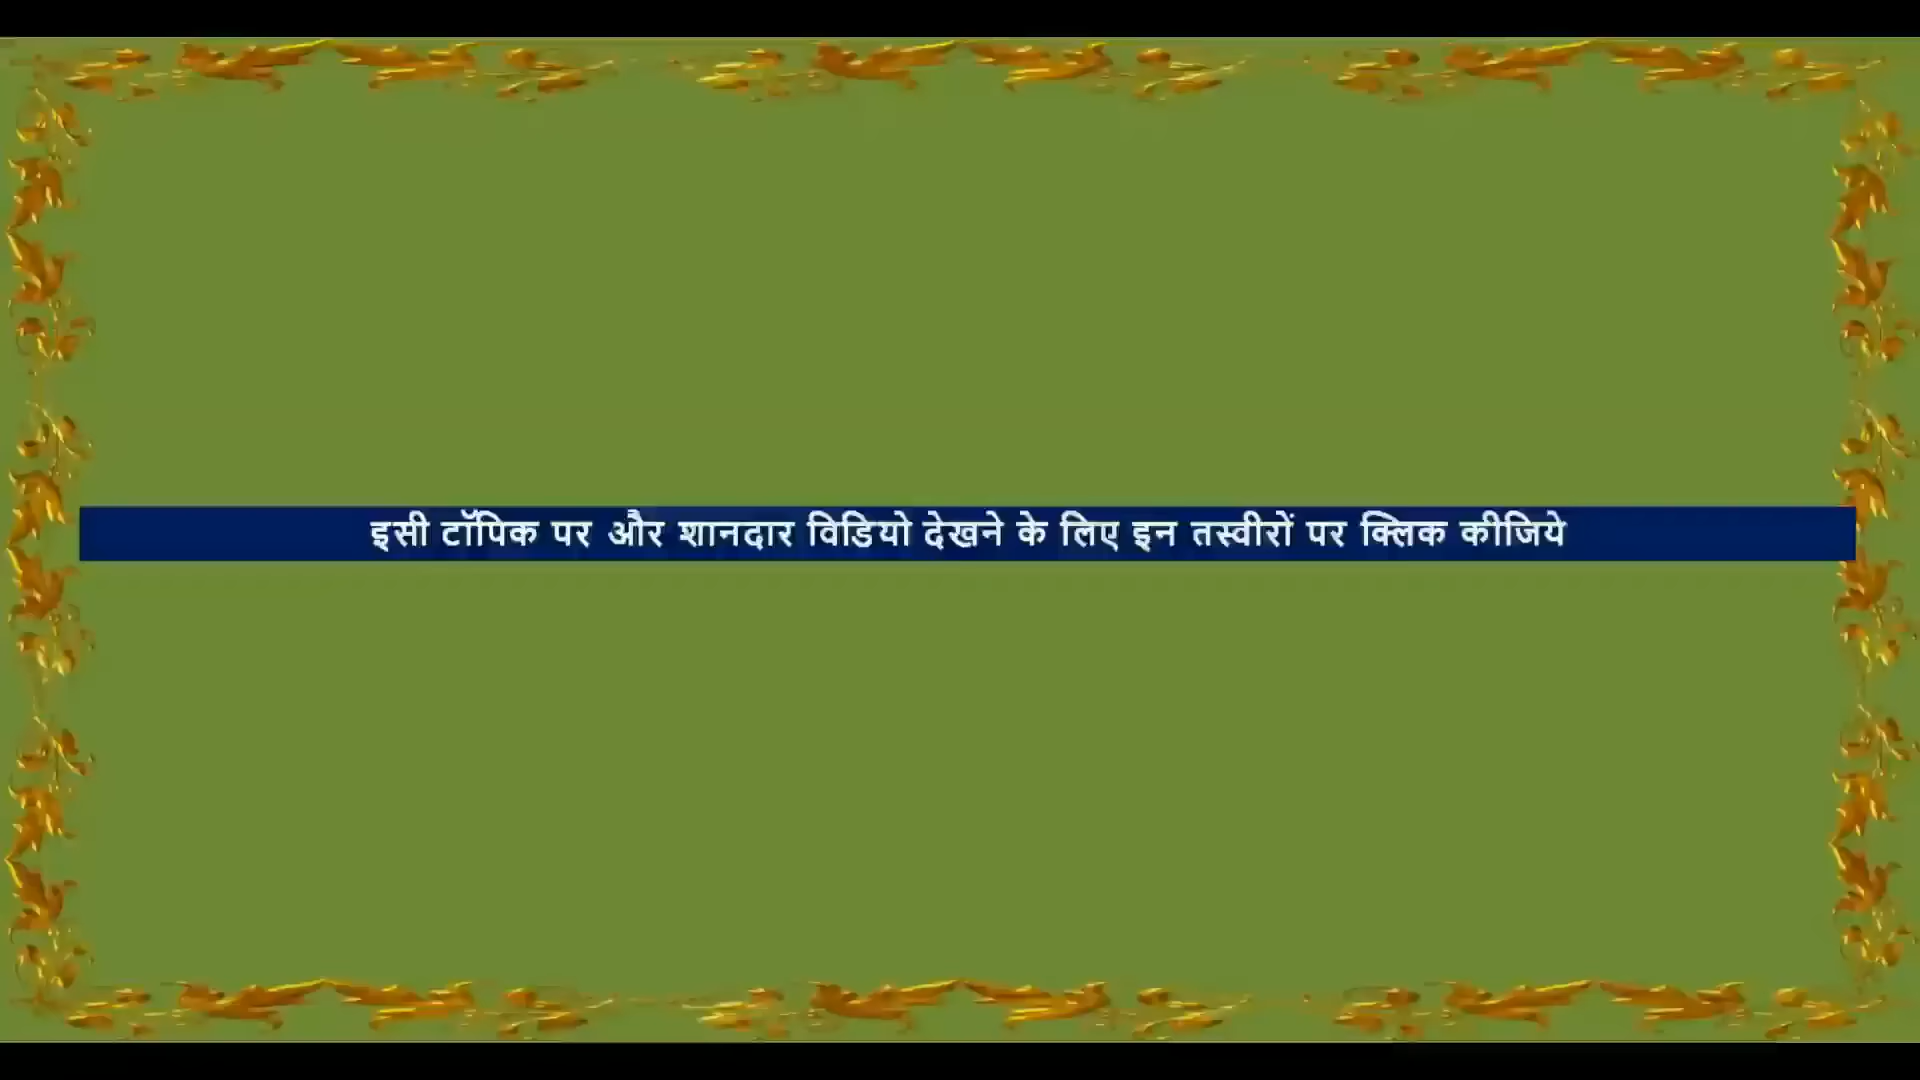 इसी टॉपिक पर और शानदार विडियो देखने के लिए इन तस्वीरों पर क्लिक कीजिये